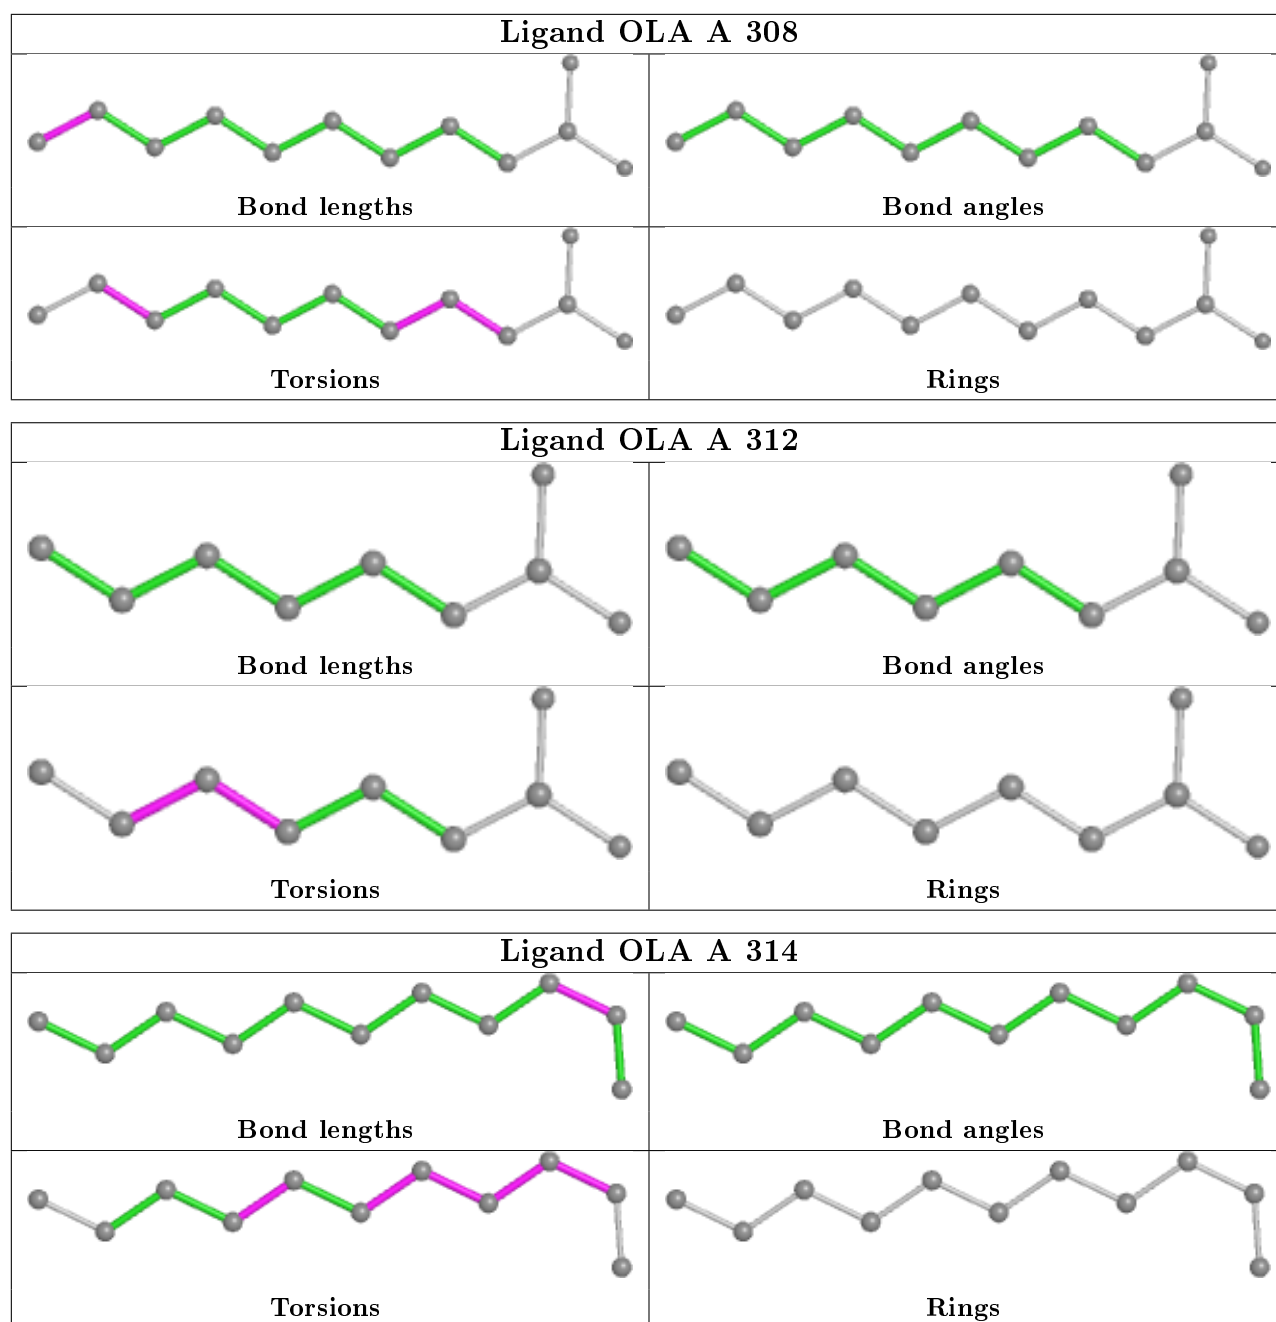 Ligand OLA A 308
Bond lengths
Bond angles
Torsions
Rings
Ligand OLA A 312
Bond lengths
Bond angles
Torsions
Rings
Ligand OLA A 314
Bond lengths
Bond angles
Torsions
Rings